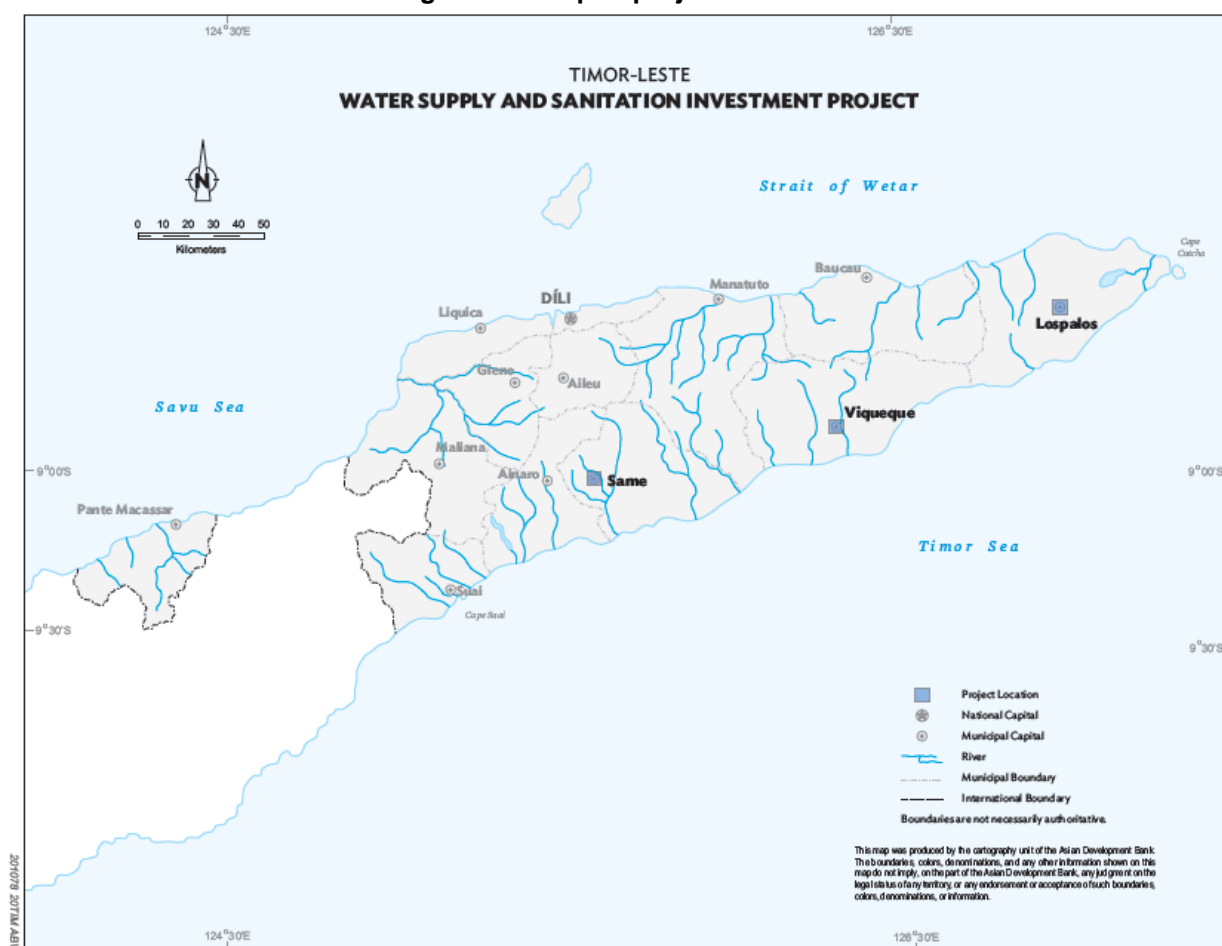 124°30'E
126°30'E
TIMOR-LESTE
WATER SUPPLY AND SANITATION INVESTMENT PROJECT
N
Strait of Wetar
0 10 20 30 40 50
Kilometers
Cape
Catcha
Baucau
Manatuto
DÍLI
Liquica
Lospalos
Gleno
Aileu
Savu Sea
Viqueque
Maliana
9°00'S
Ainaro
Same
9°00'S
Pante Macassar
Timor Sea
Suai
Cape Suai
9°30'S
9°30'S
Project Location
National Capital
Municipal Capital
River
Municipal Boundary
International Boundary
Boundaries are not necessarily authoritative.
This map was produced by the cartography unit of the Asian Development Bank.
The boundaries, colors, denominations, and any other information shown on this
map do not imply, on the part of the Asian Development Bank, any judgment on the
legal status of any territory, or any endorsement or acceptance of such boundaries,
colors, denominations, or information.
201078 20TIM AB
124°30'E
126°30'E